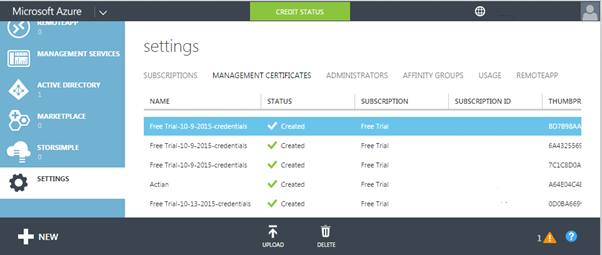 Microsoft Azure CREDIT STATUS
REMOTEAPP
0
MANAGEMENT SERVICES
ACTIVE DIRECTORY
1
MARKETPLACE
0
STORSIMPLE
0
SETTINGS
settings
SUBSCRIPTIONS MANAGEMENT CERTIFICATES ADMINISTRATORS AFFINITY GROUPS USAGE REMOTEAPP
NAME STATUS SUBSCRIPTION SUBSCRIPTION ID THUMBPR
Free Trial-10-9-2015-credentials Created Free Trial BD7B98AA
Free Trial-10-9-2015-credentials Created Free Trial 6A432556
Free Trial-10-9-2015-credentials Created Free Trial 7C1C8D0A
Actian Created Free Trial A64E04C4
Free Trial-10-13-2015-credentials Created Free Trial 0D0BA669
NEW UPLOAD DELETE 1 ?